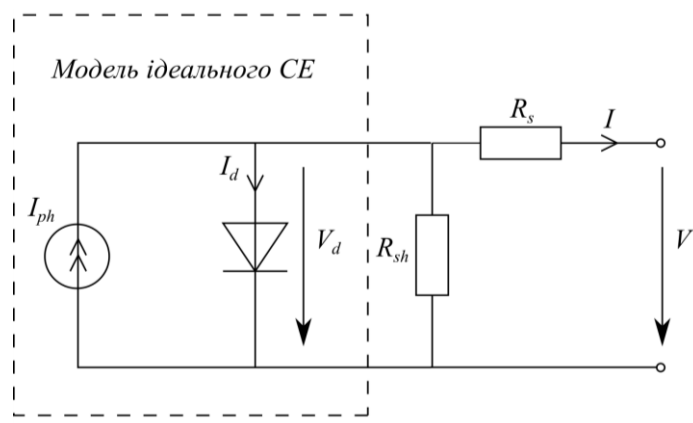 Модель ідеального СЕ
R_s
I
I_d
I_ph
V_d
R_sh
V